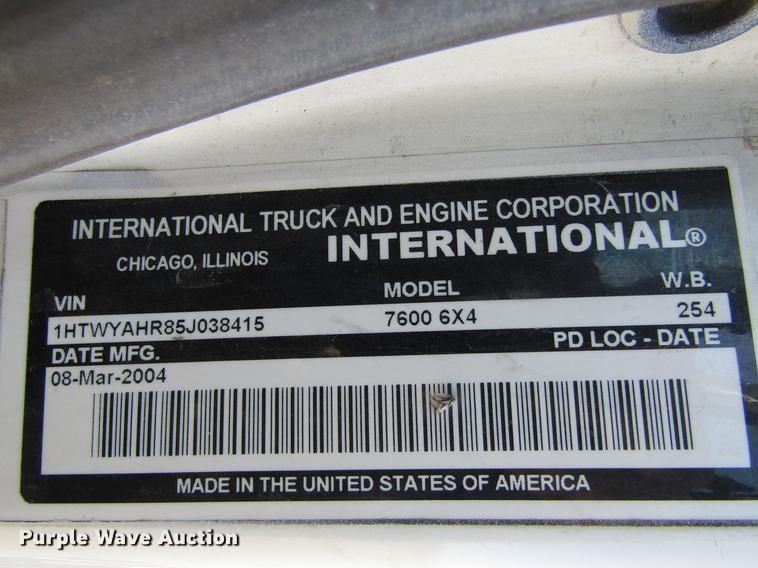 INTERNATIONAL TRUCK AND ENGINE CORPORATION
CHICAGO, ILLINOIS INTERNATIONAL®
VIN MODEL W.B.
1HTWYAHR85J038415 7600 6X4 254
DATE MFG. PD LOC - DATE
08-Mar-2004
MADE IN THE UNITED STATES OF AMERICA
Purple Wave Auction